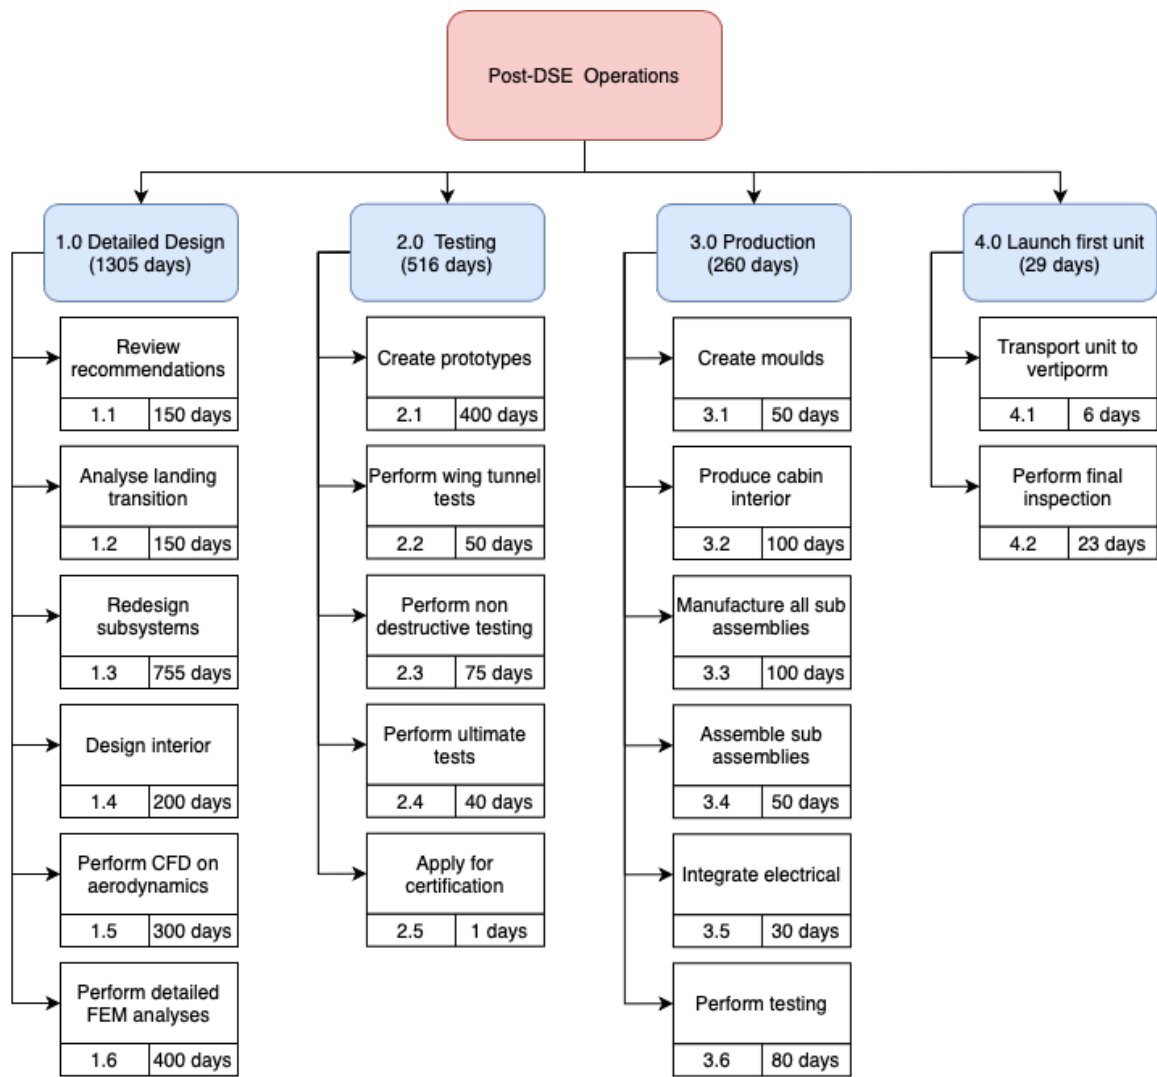 Post-DSE Operations
1.0 Detailed Design
(1305 days)
Review
recommendations
1.1 150 days
Analyse landing
transition
1.2 150 days
Redesign
subsystems
1.3 755 days
Design interior
1.4 200 days
Perform CFD on
aerodynamics
1.5 300 days
Perform detailed
FEM analyses
1.6 400 days
2.0 Testing
(516 days)
Create prototypes
2.1 400 days
Perform wing tunnel
tests
2.2 50 days
Perform non
destructive testing
2.3 75 days
Perform ultimate
tests
2.4 40 days
Apply for
certification
2.5 1 days
3.0 Production
(260 days)
Create moulds
3.1 50 days
Produce cabin
interior
3.2 100 days
Manufacture all sub
assemblies
3.3 100 days
Assemble sub
assemblies
3.4 50 days
Integrate electrical
3.5 30 days
Perform testing
3.6 80 days
4.0 Launch first unit
(29 days)
Transport unit to
vertiporm
4.1 6 days
Perform final
inspection
4.2 23 days